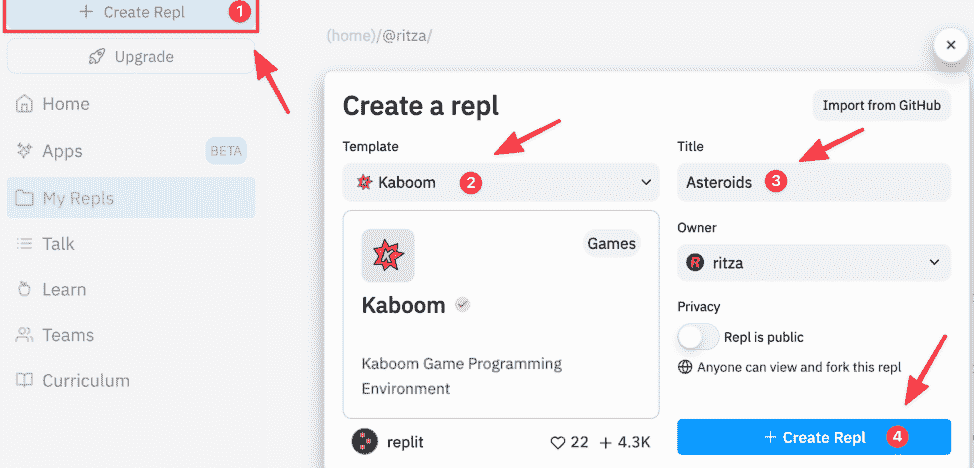 + Create Repl 1
Upgrade
Home
Apps BETA
My Repls
Talk
Learn
Teams
Curriculum
(home)/@ritza/
Create a repl
Import from GitHub
Template
Kaboom 2
Games
K
Kaboom
Kaboom Game Programming
Environment
replit
22 + 4.3K
Title
Asteroids 3
Owner
R ritza
Privacy
Repl is public
Anyone can view and fork this repl
+ Create Repl 4